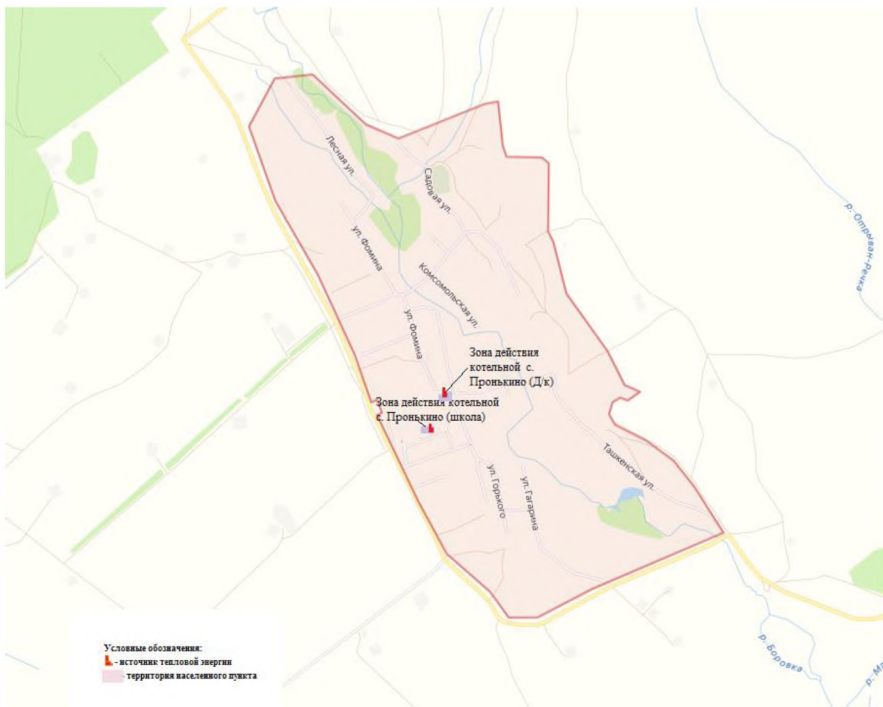 Лесная ул.
Садовая ул.
ул. Фомина
Комсомольская ул.
ул. Фомина
р. Отрыван-Речка
Зона действия
котельной с.
Пронькино (Д/к)
Зона действия котельной
с. Пронькино (школа)
Ташкенская ул.
ул. Горького
ул. Гагарина
р. Боровка
Условные обозначения:
- источник тепловой энергии
- территория населенного пункта